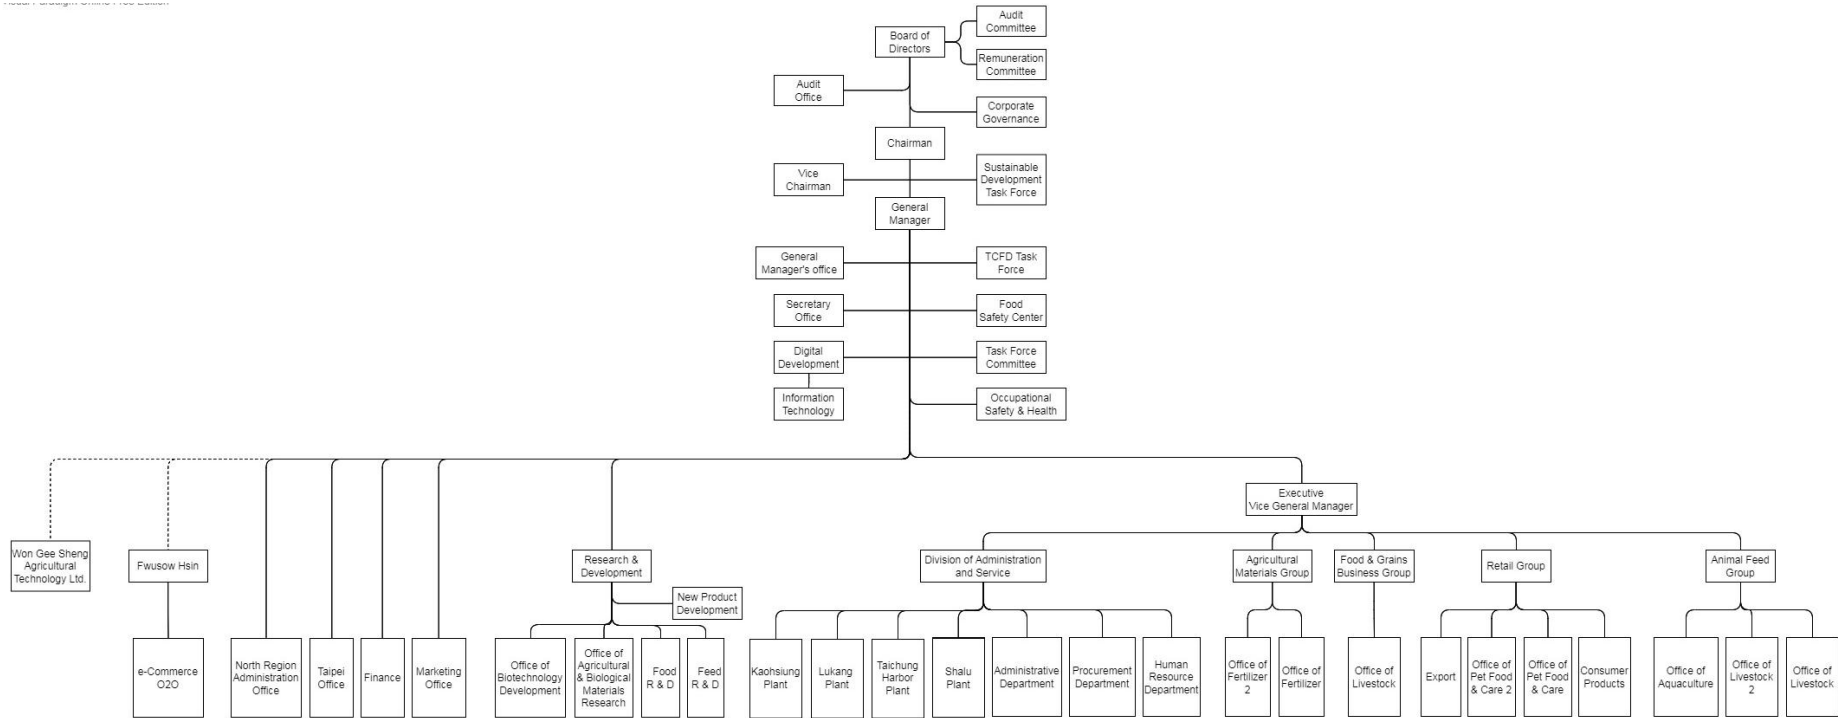 Audit
Committee
Board of
Directors
Remuneration
Committee
Audit
Office
Corporate
Governance
Chairman
Vice
Chairman
Sustainable
Development
Task Force
General
Manager
General
Manager's office
TCFD Task
Force
Secretary
Office
Food
Safety Center
Digital
Development
Task Force
Committee
Information
Technology
Occupational
Safety & Health
Executive
Vice General Manager
Won Gee Sheng
Agricultural
Technology Ltd.
Fwusow Hsin
Research &
Development
Division of Administration
and Service
Agricultural
Materials Group
Food & Grains
Business Group
Retail Group
Animal Feed
Group
New Product
Development
e-Commerce
O2O
North Region
Administration
Office
Taipei
Office
Finance
Marketing
Office
Office of
Biotechnology
Development
Office of
Agricultural
& Biological
Materials
Research
Food
R & D
Feed
R & D
Kaohsiung
Plant
Lukang
Plant
Taichung
Harbor
Plant
Shalu
Plant
Administrative
Department
Procurement
Department
Human
Resource
Department
Office of
Fertilizer
2
Office of
Fertilizer
Office of
Livestock
Export
Office of
Pet Food
& Care 2
Office of
Pet Food
& Care
Consumer
Products
Office of
Aquaculture
Office of
Livestock
2
Office of
Livestock